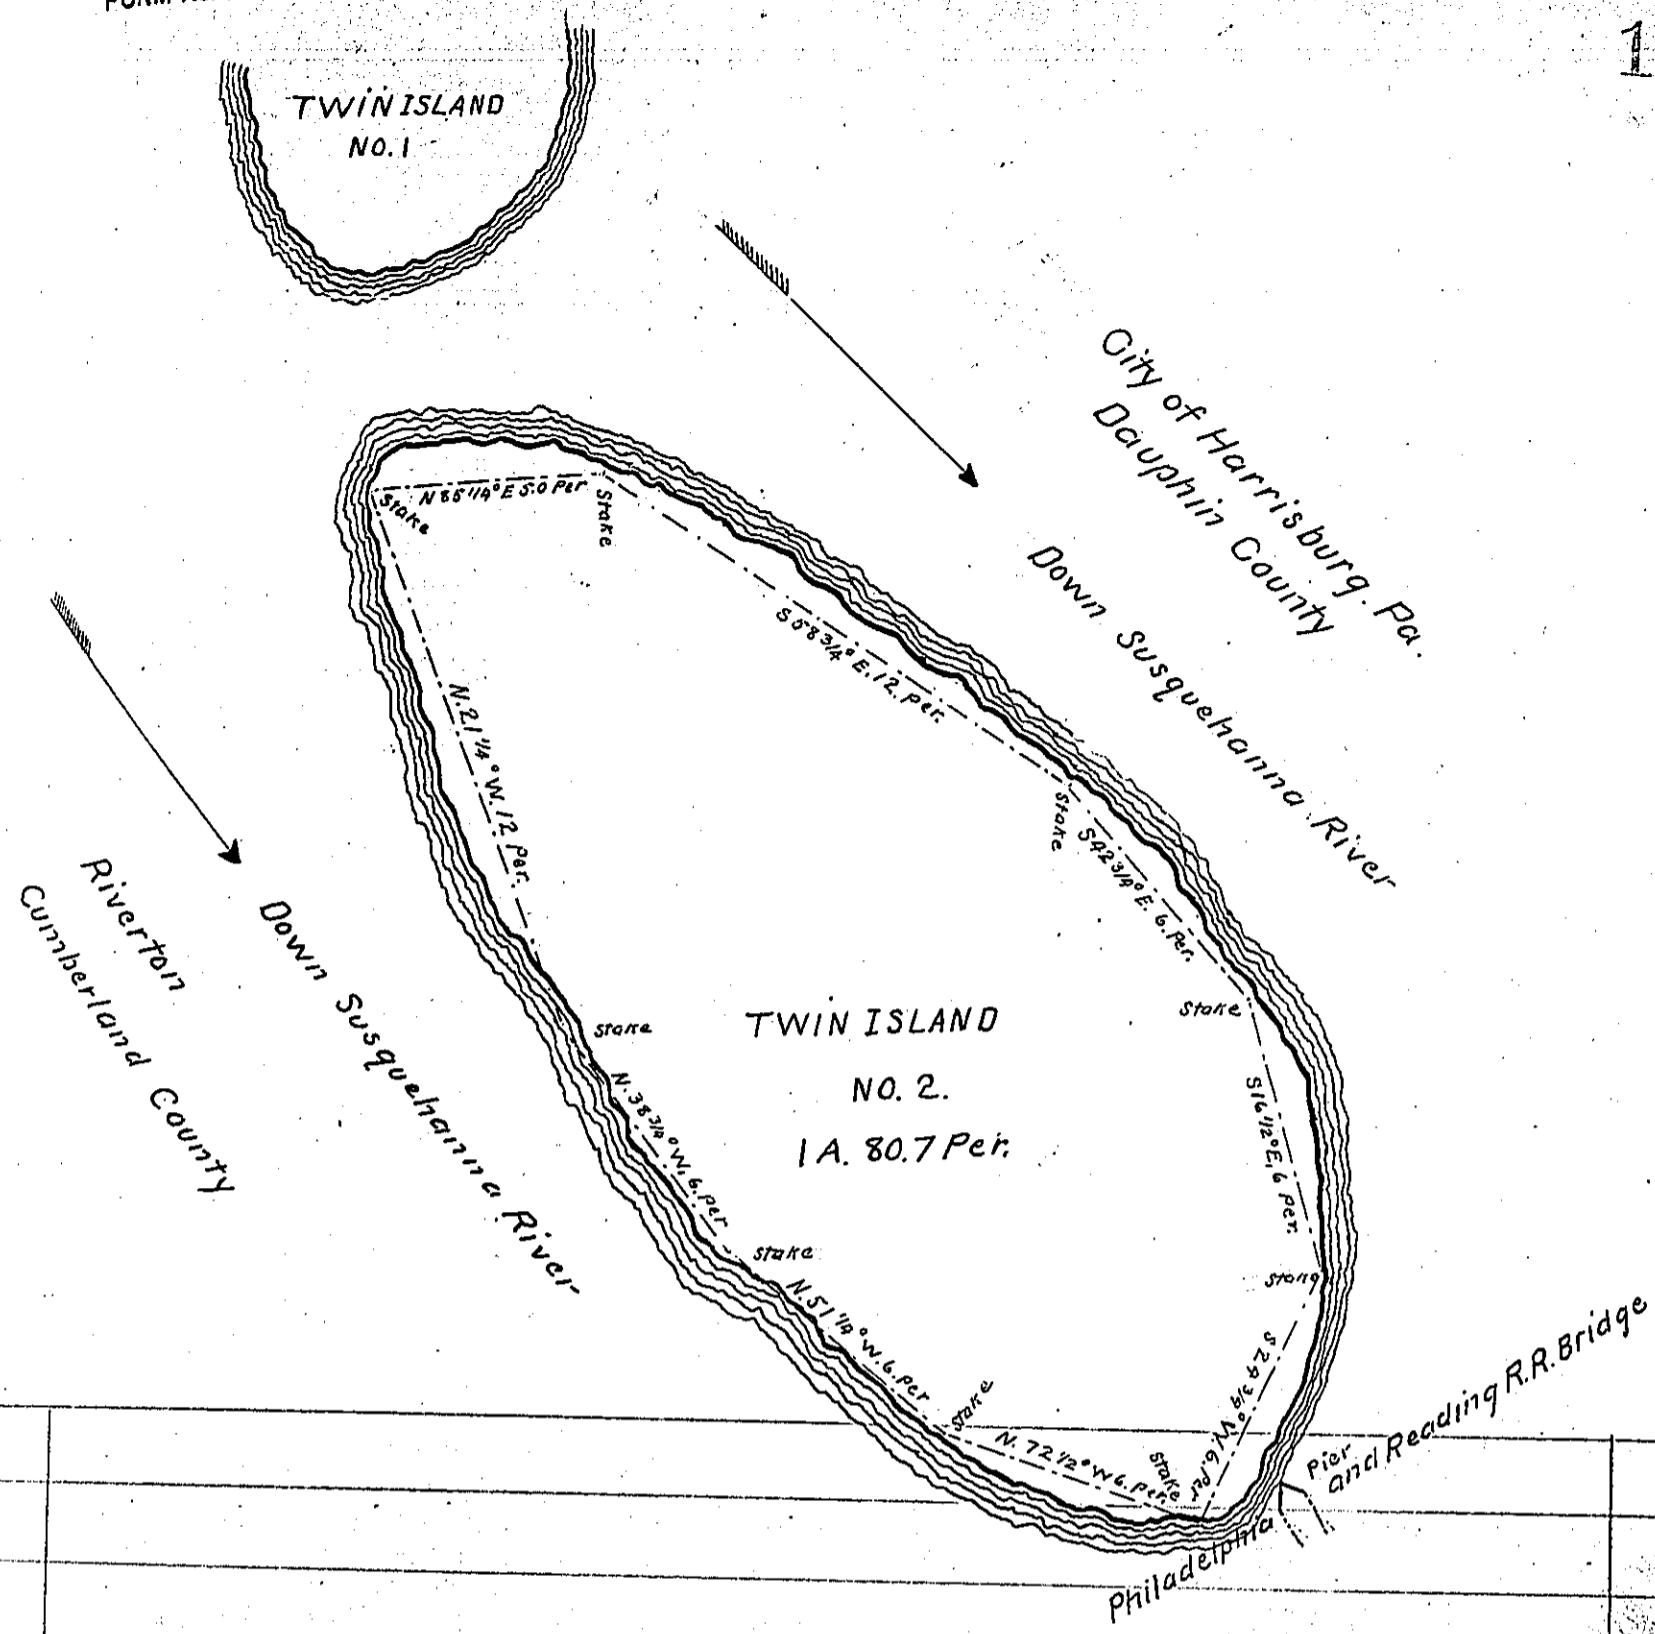 1
TWIN ISLAND
NO. 1
City of Harrisburg. Pa.
Dauphin County
Down Susquehanna River
N 85 1/4° E 5.0 Per
Stake
Stake
S 58 3/4° E. 12. Per.
N. 21 1/4° W. 12 Per.
Stake
S 42 3/4° E. 6. Per.
Riverton
Cumberland County
Down Susquehanna River
Stake
Stake
TWIN ISLAND
NO. 2.
1 A. 80.7 Per.
N. 38 3/4° W. 6. Per
S 16 1/2° E. 6 Per.
Stake
N. 51 1/4° W. 6. Per
S 29 3/4° W. 6. Per
Stake
N. 72 1/2° W 6. Per.
Stake
Pier
Philadelphia and Reading R.R. Bridge